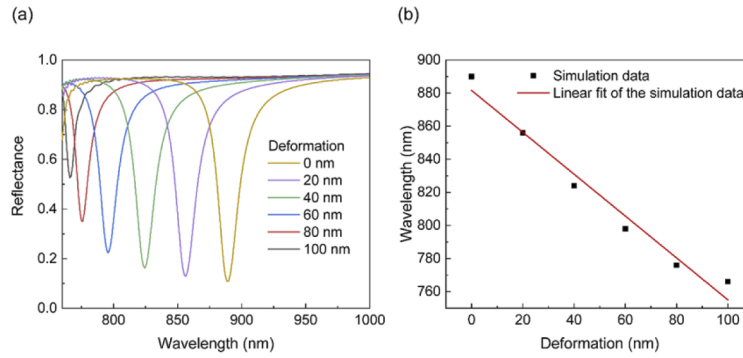 (a)
1.0
0.8
0.6
0.4
0.2
0.0
Reflectance
Deformation
0 nm
20 nm
40 nm
60 nm
80 nm
100 nm
800
850
900
950
1000
Wavelength (nm)
(b)
890
880
860
840
820
800
780
760
Wavelength (nm)
Simulation data
Linear fit of the simulation data
0
20
40
60
80
100
Deformation (nm)